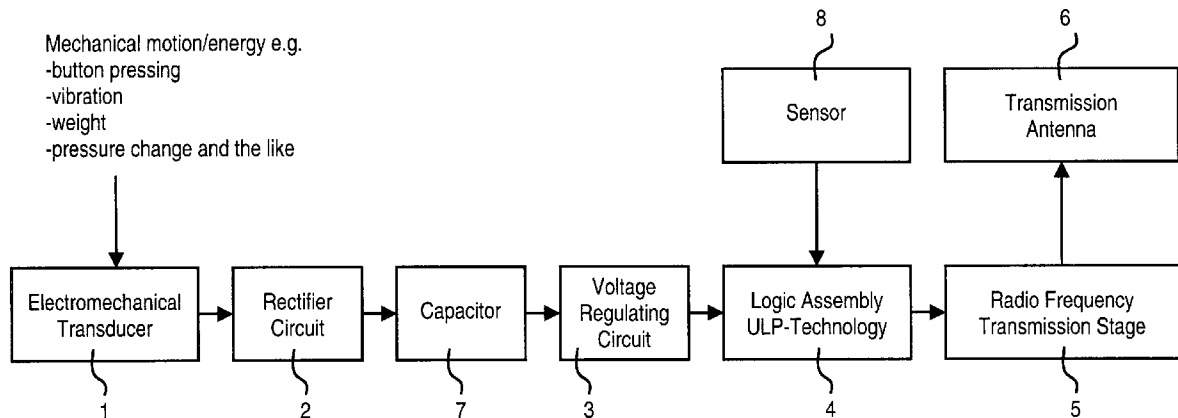 8
6
Mechanical motion/energy e.g.
-button pressing
-vibration
-weight
-pressure change and the like
Sensor
Transmission
Antenna
Electromechanical
Transducer
Rectifier
Circuit
Capacitor
Voltage
Regulating
Circuit
Logic Assembly
ULP-Technology
Radio Frequency
Transmission Stage
1
2
7
3
4
5